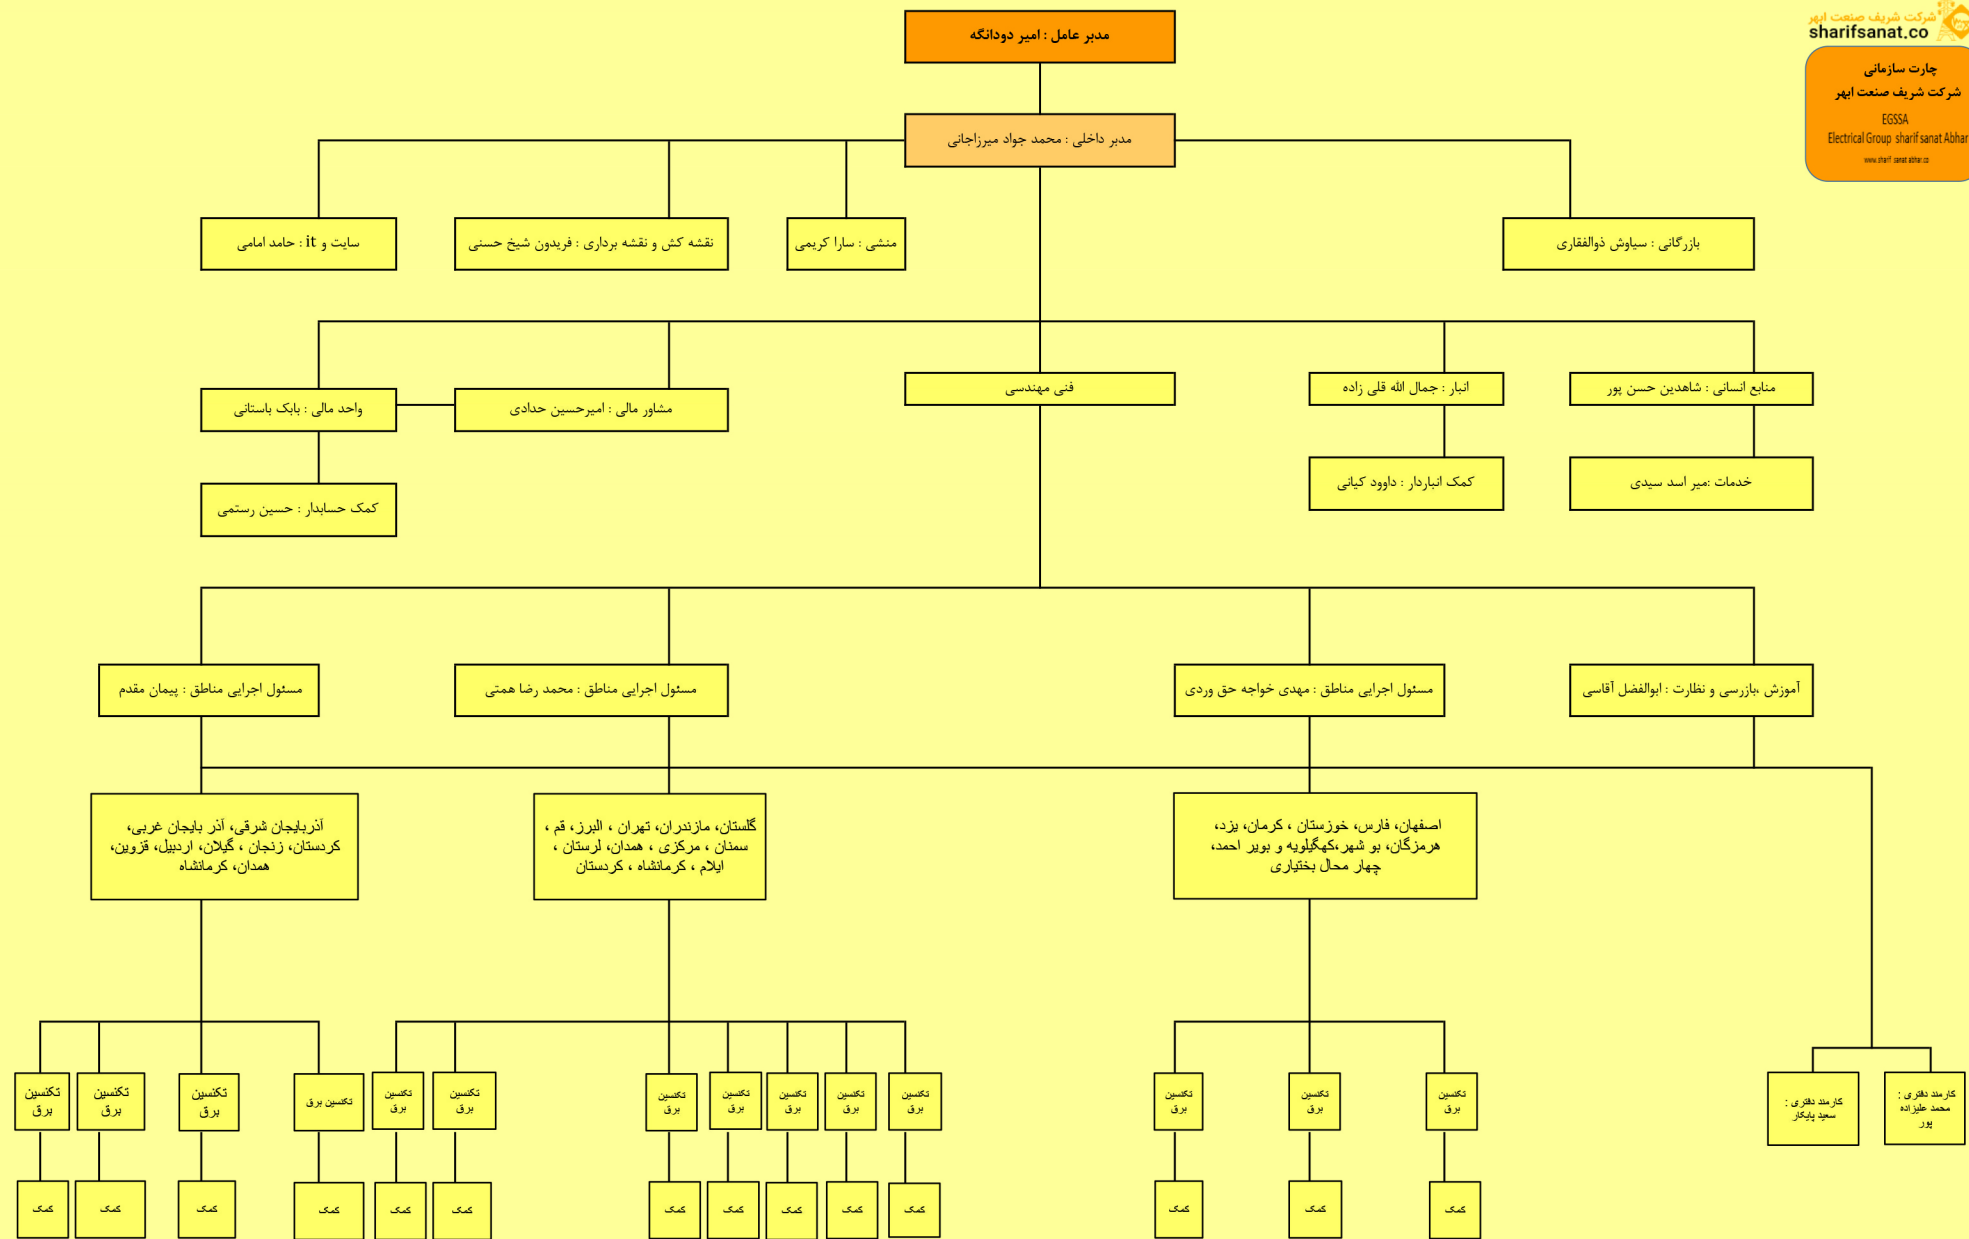 شرکت شریف صنعت ابهر
sharifsanat.co
چارت سازمانی
شرکت شریف صنعت ابهر
EGSSA
Electrical Group sharif sanat Abhar
www.sharif sanat abhar.co
مدیر عامل : امیر دودانگه
مدیر داخلی : محمد جواد میرزاجانی
بازرگانی : سیاوش ذوالفقاری
منشی : سارا کریمی
نقشه کش و نقشه برداری : فریدون شیخ حسنی
سایت و it : حامد امامی
منابع انسانی : شاهدین حسن پور
انبار : جمال الله قلی زاده
فنی مهندسی
مشاور مالی : امیرحسین حدادی
واحد مالی : بابک باستانی
خدمات :میر اسد سیدی
کمک انباردار : داوود کیانی
کمک حسابدار : حسین رستمی
آموزش ،بازرسی و نظارت : ابوالفضل آقاسی
مسئول اجرایی مناطق : مهدی خواجه حق وردی
مسئول اجرایی مناطق : محمد رضا همتی
مسئول اجرایی مناطق : پیمان مقدم
اصفهان، فارس، خوزستان ، کرمان، یزد،
هرمزگان، بو شهر،کهگیلویه و بویر احمد،
چهار محال بختیاری
گلستان، مازندران، تهران ، البرز، قم ،
سمنان ، مرکزی ، همدان، لرستان ،
ایلام ، کرمانشاه ، کردستان
آذربایجان شرقی، آذر بایجان غربی،
کردستان، زنجان ، گیلان، اردبیل، قزوین،
همدان، کرمانشاه
کارمند دفتری :
محمد علیزاده
پور
کارمند دفتری :
سعید پایکار
تکنسین
برق
تکنسین
برق
تکنسین
برق
تکنسین
برق
تکنسین
برق
تکنسین
برق
تکنسین
برق
تکنسین
برق
تکنسین
برق
تکنسین
برق
تکنسین برق
تکنسین
برق
تکنسین
برق
تکنسین
برق
کمک
کمک
کمک
کمک
کمک
کمک
کمک
کمک
کمک
کمک
کمک
کمک
کمک
کمک